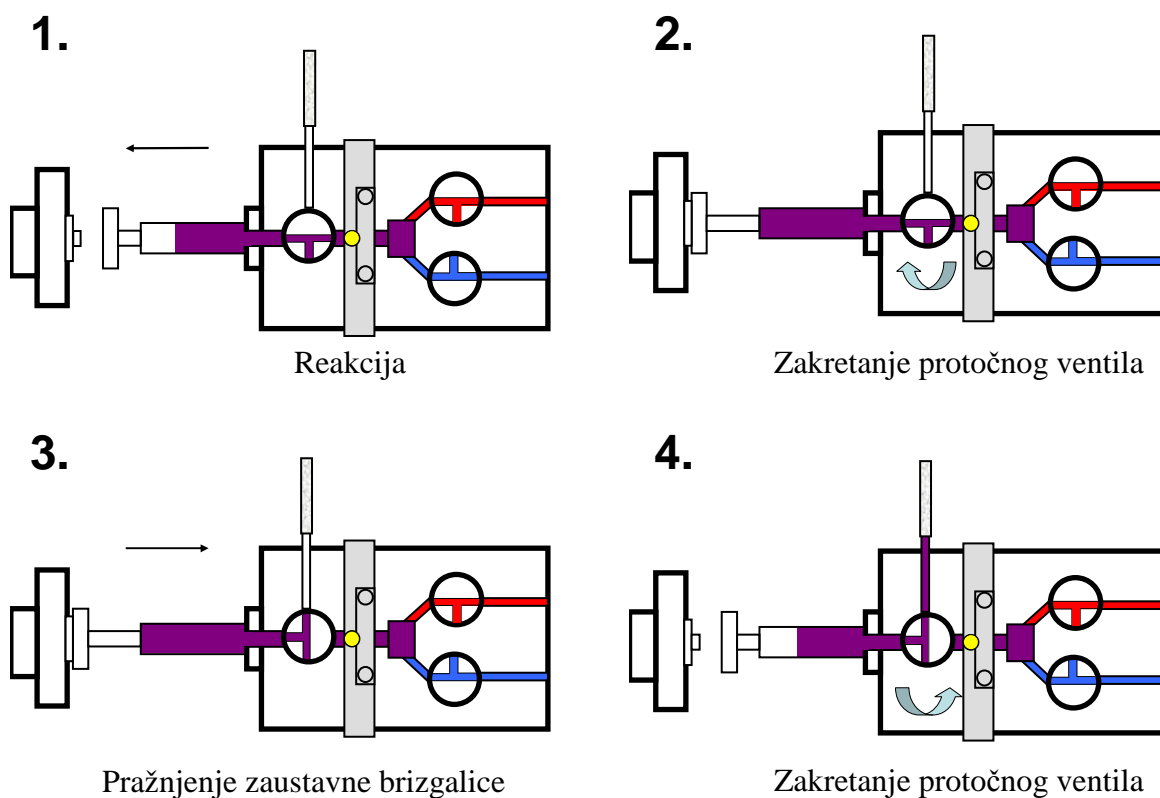 1.
2.
Reakcija
Zakretanje protočnog ventila
3.
4.
Pražnjenje zaustavne brizgalice
Zakretanje protočnog ventila